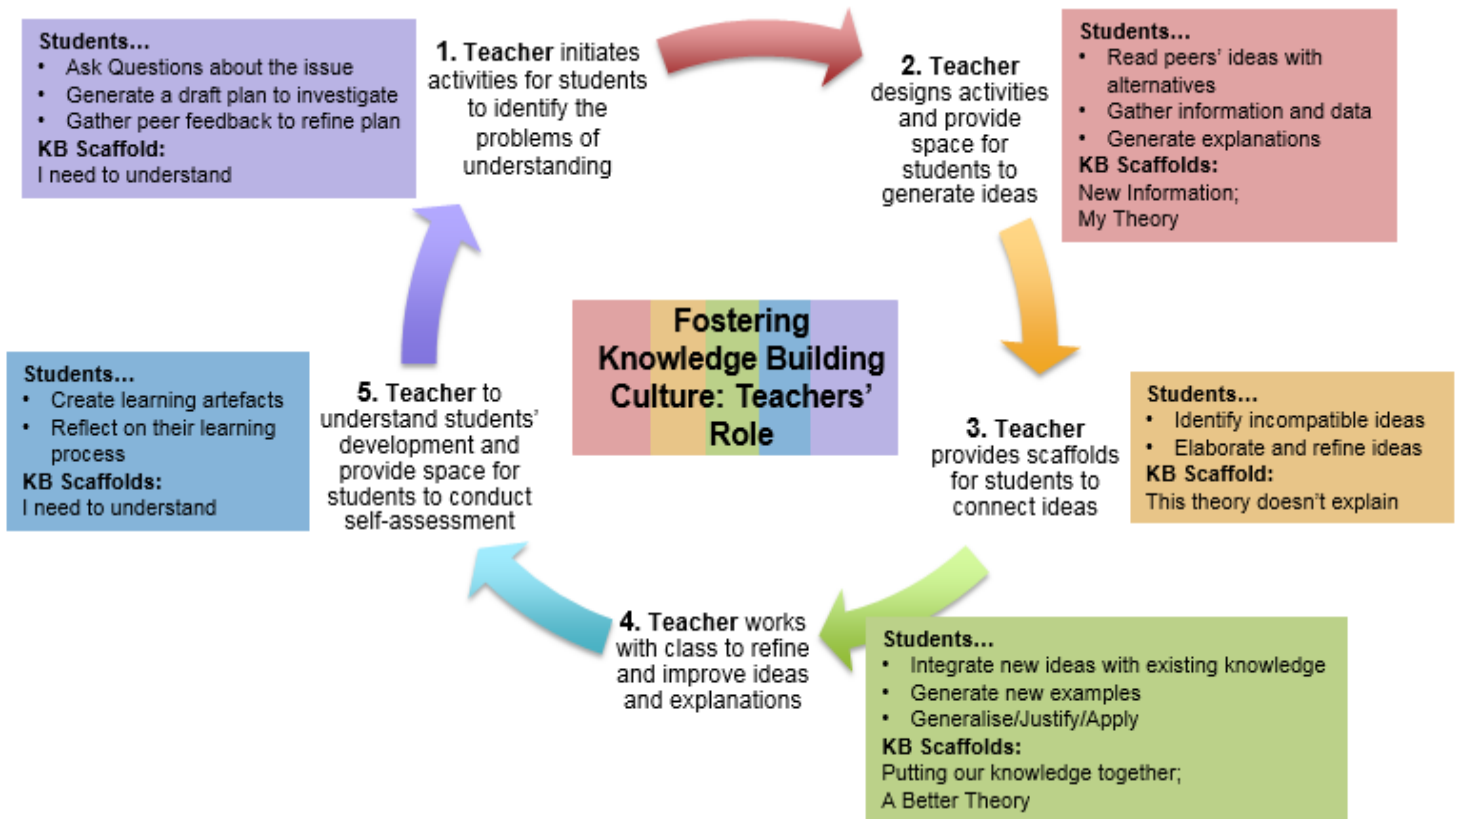 Students...
• Ask Questions about the issue
• Generate a draft plan to investigate
• Gather peer feedback to refine plan
KB Scaffold:
I need to understand
1. Teacher initiates
activities for students
to identify the
problems of
understanding
2. Teacher
designs activities
and provide
space for
students to
generate ideas
Students...
• Read peers' ideas with
alternatives
• Gather information and data
• Generate explanations
KB Scaffolds:
New Information;
My Theory
Fostering
Knowledge Building
Culture: Teachers'
Role
3. Teacher
provides scaffolds
for students to
connect ideas
Students...
• Identify incompatible ideas
• Elaborate and refine ideas
KB Scaffold:
This theory doesn't explain
4. Teacher works
with class to refine
and improve ideas
and explanations
Students...
• Integrate new ideas with existing knowledge
• Generate new examples
• Generalise/Justify/Apply
KB Scaffolds:
Putting our knowledge together;
A Better Theory
5. Teacher to
understand students'
development and
provide space for
students to conduct
self-assessment
Students...
• Create learning artefacts
• Reflect on their learning
process
KB Scaffolds:
I need to understand